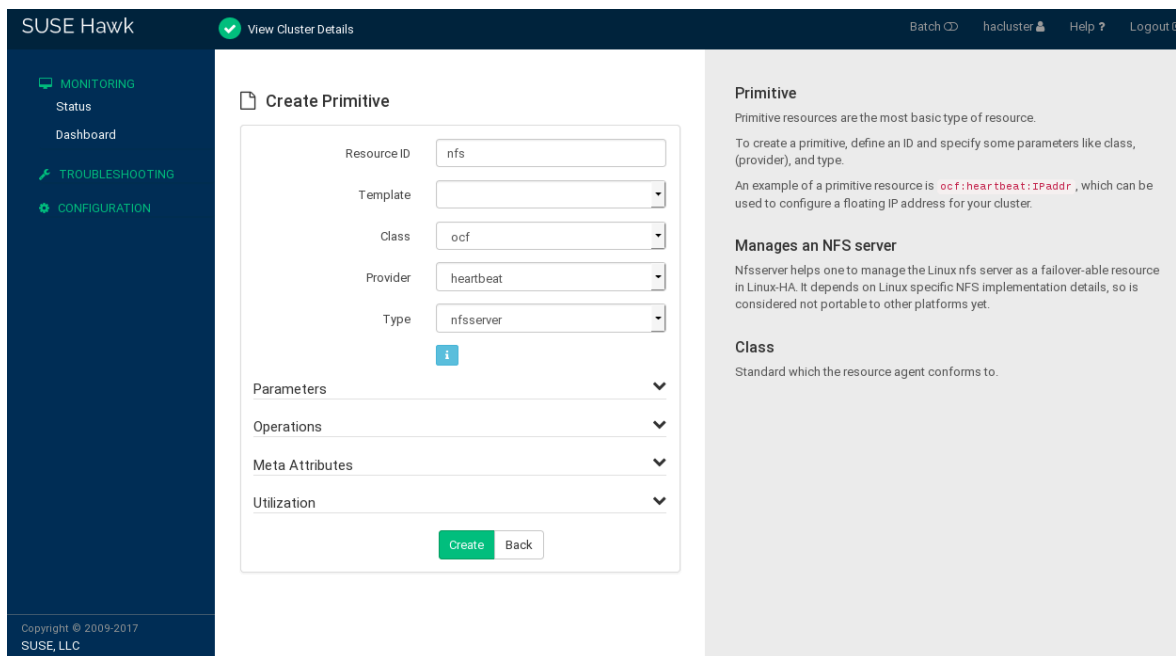 SUSE Hawk
View Cluster Details
Batch
hacluster
Help ?
Logout
MONITORING
Status
Dashboard
TROUBLESHOOTING
CONFIGURATION
Create Primitive
Resource ID
nfs
Template
Class
ocf
Provider
heartbeat
Type
nfsserver
i
Parameters
Operations
Meta Attributes
Utilization
Create
Back
Primitive
Primitive resources are the most basic type of resource.
To create a primitive, define an ID and specify some parameters like class,
(provider), and type.
An example of a primitive resource is ocf:heartbeat:IPaddr , which can be
used to configure a floating IP address for your cluster.
Manages an NFS server
Nfsserver helps one to manage the Linux nfs server as a failover-able resource
in Linux-HA. It depends on Linux specific NFS implementation details, so is
considered not portable to other platforms yet.
Class
Standard which the resource agent conforms to.
Copyright © 2009-2017
SUSE, LLC